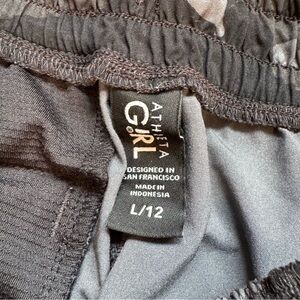 ATHLETA
GiRL
DESIGNED IN
SAN FRANCISCO
MADE IN
INDONESIA
L/12